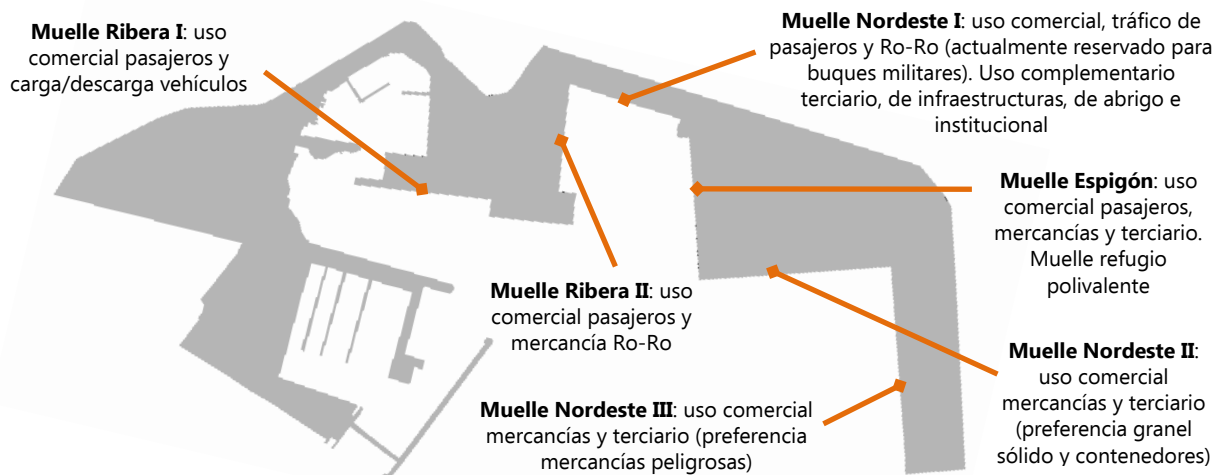 Muelle Ribera I: uso
comercial pasajeros y
carga/descarga vehículos
Muelle Nordeste I: uso comercial, tráfico de
pasajeros y Ro-Ro (actualmente reservado para
buques militares). Uso complementario
terciario, de infraestructuras, de abrigo e
institucional
Muelle Espigón: uso
comercial pasajeros,
mercancías y terciario.
Muelle refugio
polivalente
Muelle Ribera II: uso
comercial pasajeros y
mercancía Ro-Ro
Muelle Nordeste II:
uso comercial
mercancías y terciario
(preferencia granel
sólido y contenedores)
Muelle Nordeste III: uso comercial
mercancías y terciario (preferencia
mercancías peligrosas)